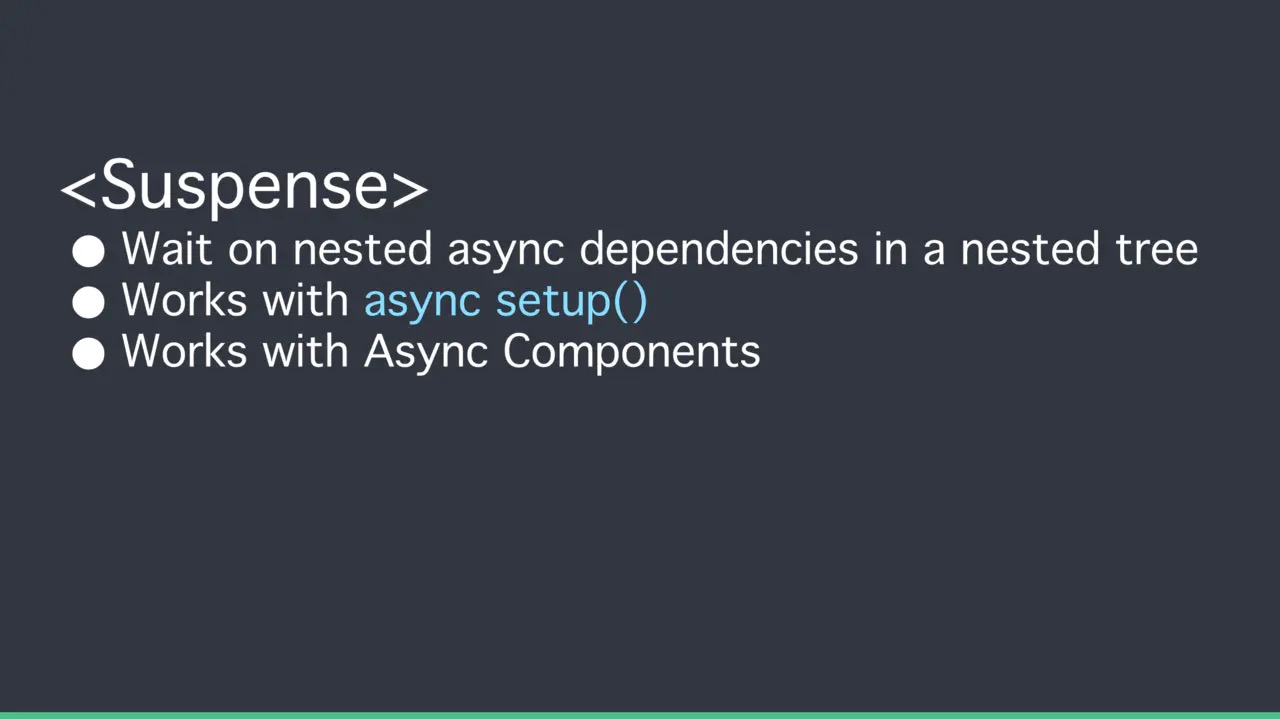 <Suspense>
● Wait on nested async dependencies in a nested tree
● Works with async setup()
● Works with Async Components